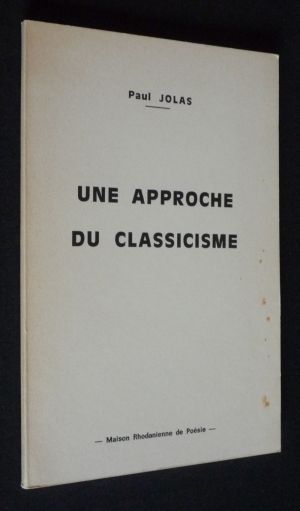 Paul JOLAS
UNE APPROCHE
DU CLASSICISME
— Maison Rhodanienne de Poésie —